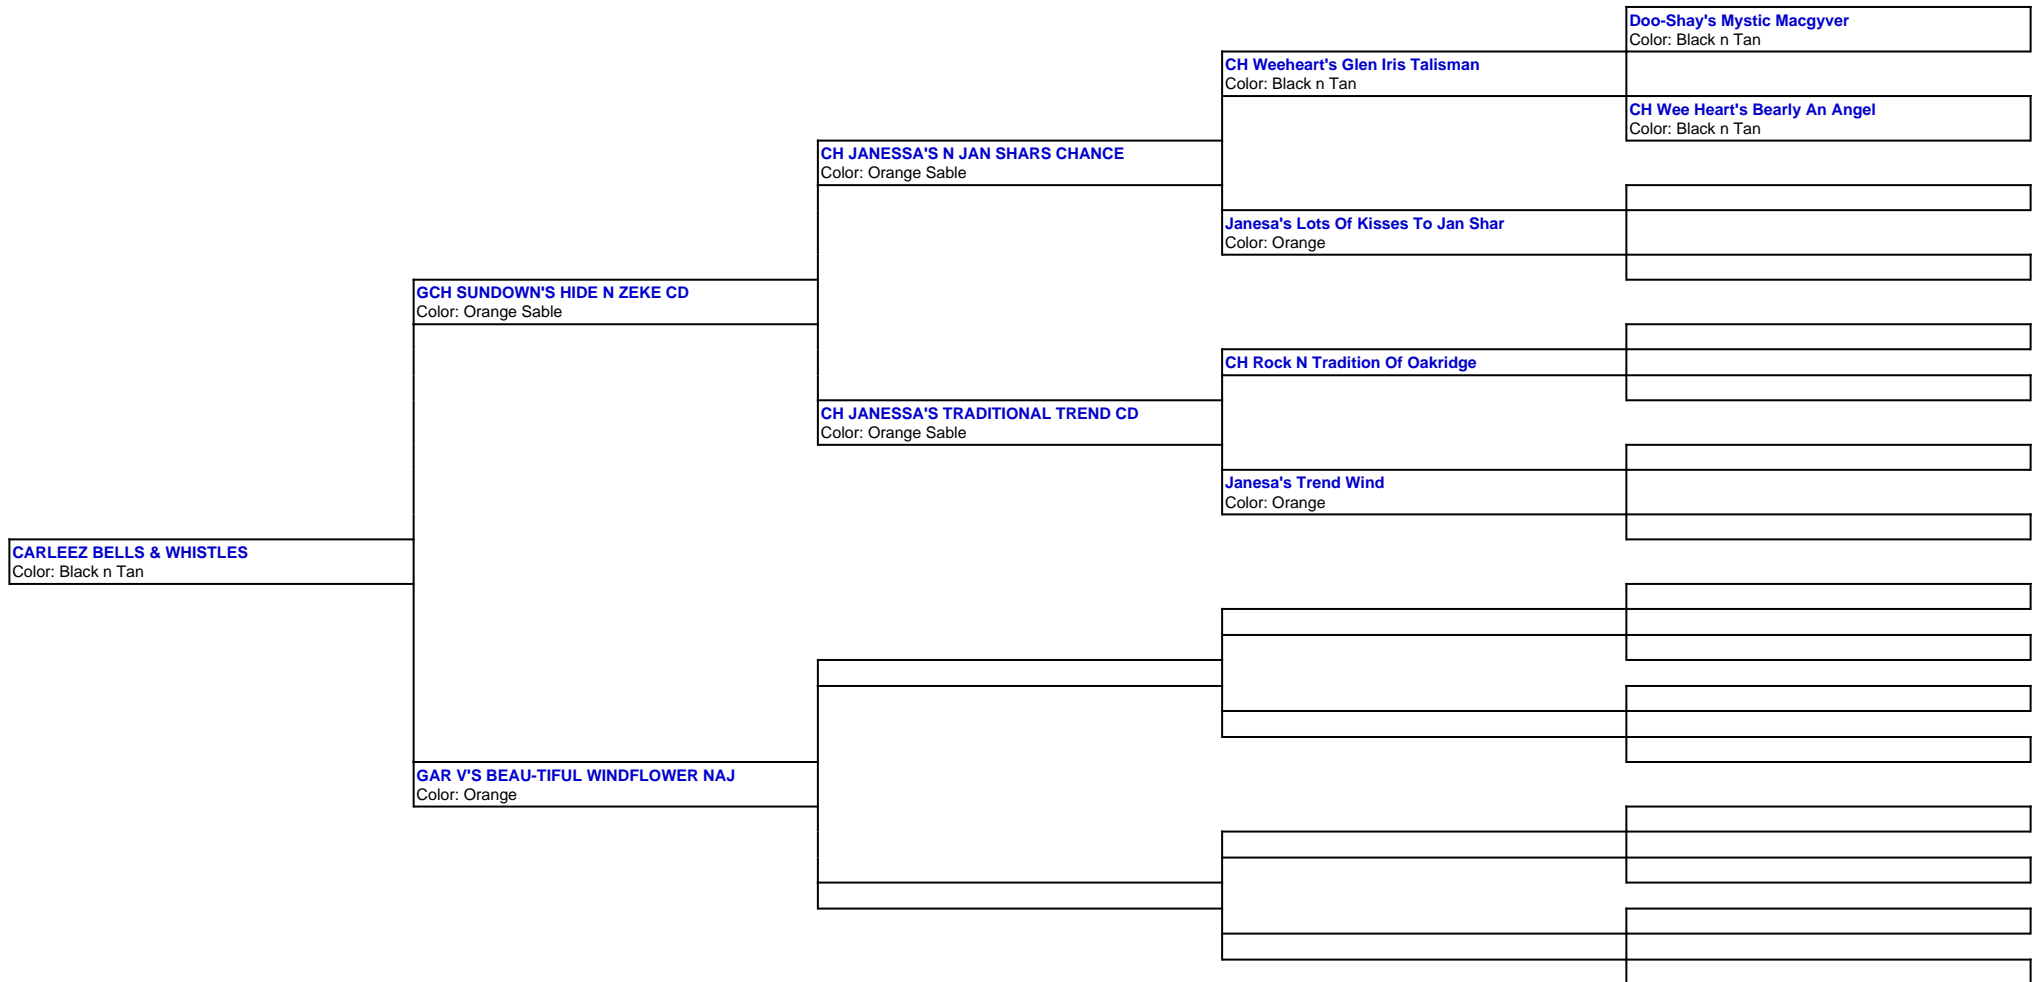 Doo-Shay's Mystic Macgyver
Color: Black n Tan
CH Weeheart's Glen Iris Talisman
Color: Black n Tan
CH Wee Heart's Bearly An Angel
Color: Black n Tan
CH JANESSA'S N JAN SHARS CHANCE
Color: Orange Sable
Janesa's Lots Of Kisses To Jan Shar
Color: Orange
GCH SUNDOWN'S HIDE N ZEKE CD
Color: Orange Sable
CH Rock N Tradition Of Oakridge
CH JANESSA'S TRADITIONAL TREND CD
Color: Orange Sable
Janesa's Trend Wind
Color: Orange
CARLEEZ BELLS & WHISTLES
Color: Black n Tan
GAR V'S BEAU-TIFUL WINDFLOWER NAJ
Color: Orange